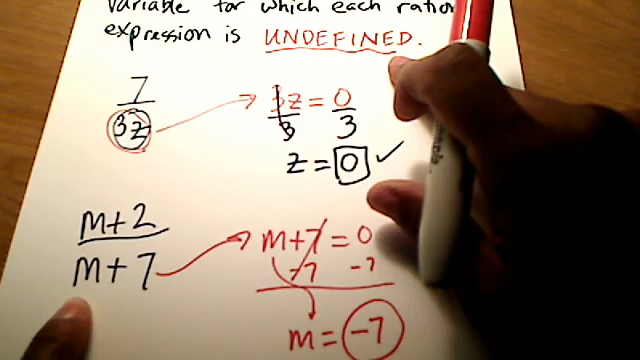 variable for which each ration
expression is UNDEFINED.
7
3z
3z = 0
3 3
z = 0 ✓
m+2
m+7
m+7 = 0
-7 -7
m = -7